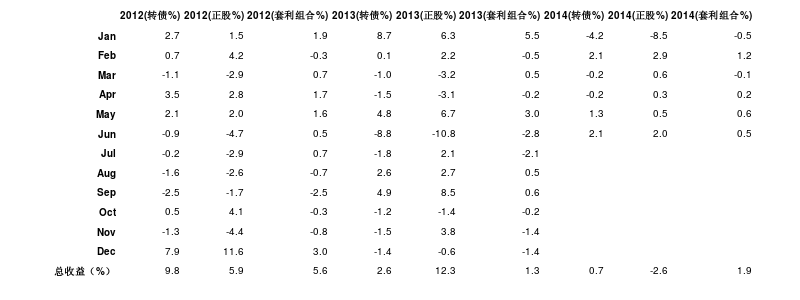 2012(转债%) 2012(正股%) 2012(套利组合%) 2013(转债%) 2013(正股%) 2013(套利组合%) 2014(转债%) 2014(正股%) 2014(套利组合%)
Jan 2.7 1.5 1.9 8.7 6.3 5.5 -4.2 -8.5 -0.5
Feb 0.7 4.2 -0.3 0.1 2.2 -0.5 2.1 2.9 1.2
Mar -1.1 -2.9 0.7 -1.0 -3.2 0.5 -0.2 0.6 -0.1
Apr 3.5 2.8 1.7 -1.5 -3.1 -0.2 -0.2 0.3 0.2
May 2.1 2.0 1.6 4.8 6.7 3.0 1.3 0.5 0.6
Jun -0.9 -4.7 0.5 -8.8 -10.8 -2.8 2.1 2.0 0.5
Jul -0.2 -2.9 0.7 -1.8 2.1 -2.1
Aug -1.6 -2.6 -0.7 2.6 2.7 0.5
Sep -2.5 -1.7 -2.5 4.9 8.5 0.6
Oct 0.5 4.1 -0.3 -1.2 -1.4 -0.2
Nov -1.3 -4.4 -0.8 -1.5 3.8 -1.4
Dec 7.9 11.6 3.0 -1.4 -0.6 -1.4
总收益（%） 9.8 5.9 5.6 2.6 12.3 1.3 0.7 -2.6 1.9